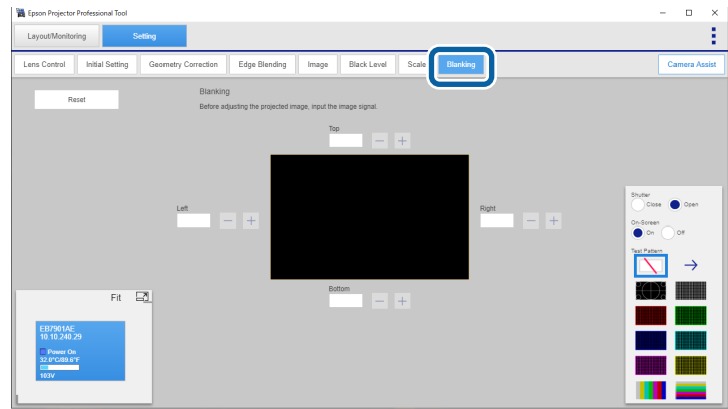 Epson Projector Professional Tool
Layout/Monitoring
Setting
Lens Control
Initial Setting
Geometry Correction
Edge Blending
Image
Black Level
Scale
Blanking
Camera Assist
Reset
Blanking
Before adjusting the projected image, input the image signal.
Top
Left
Right
Bottom
Shutter
Close
Open
On-Screen
On
Off
Test Pattern
Fit
EB7901AE
10.10.240.29
Power On
32.0°C/89.6°F
103V